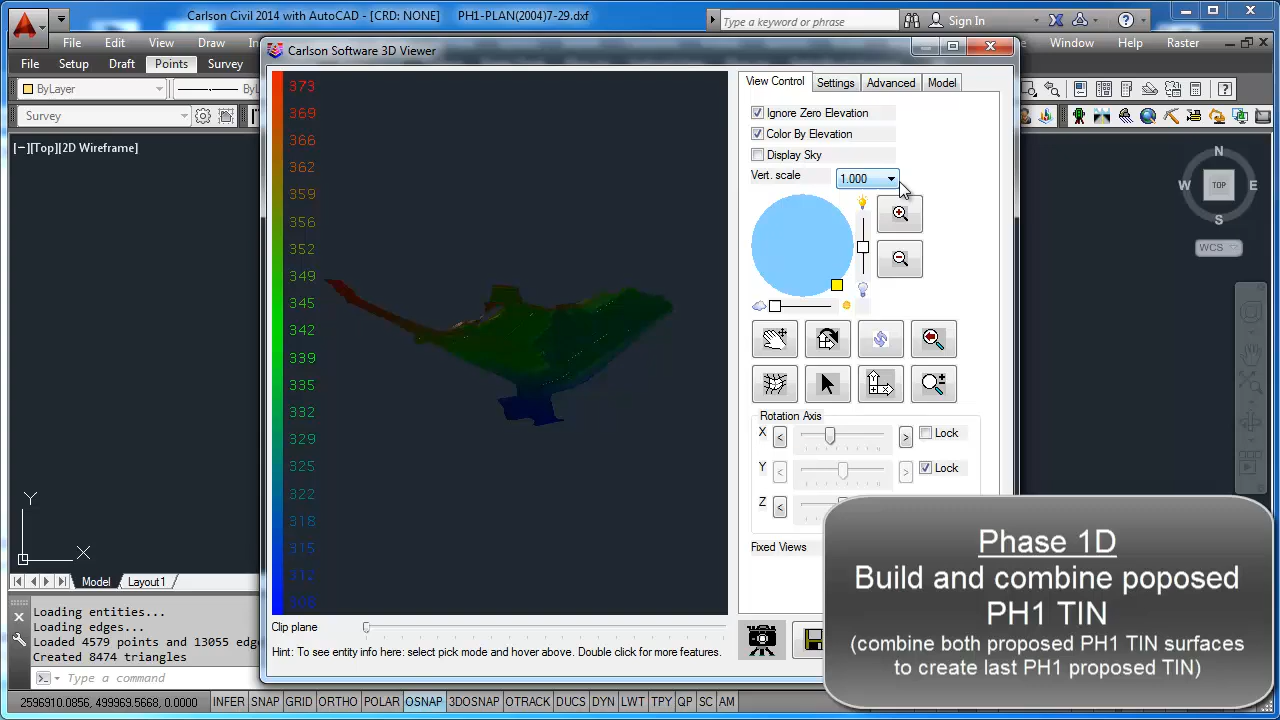 Carlson Civil 2014 with AutoCAD - [CRD: NONE] PH1-PLAN(2004)7-29.dxf
Type a keyword or phrase
Sign In
File Edit View Draw
Window Help Raster
File Setup Draft Points Survey
ByLayer
ByL
Survey
[−][Top][2D Wireframe]
Carlson Software 3D Viewer
373
369
366
362
359
356
352
349
345
342
339
335
332
329
325
322
318
315
312
308
View Control Settings Advanced Model
Ignore Zero Elevation
Color By Elevation
Display Sky
Vert. scale 1.000
Rotation Axis
X < > Lock
Y < > Lock
Z <
Fixed Views
Clip plane
Hint: To see entity info here: select pick mode and hover above. Double click for more features.
N
W TOP E
S
WCS
Y
X
Model Layout1
Loading entities...
Loading edges...
Loaded 4579 points and 13055 edge
Created 8474 triangles
Type a command
2596910.0856, 499969.5668, 0.0000 INFER SNAP GRID ORTHO POLAR OSNAP 3DOSNAP OTRACK DUCS DYN LWT TPY QP SC AM
Phase 1D
Build and combine poposed
PH1 TIN
(combine both proposed PH1 TIN surfaces
to create last PH1 proposed TIN)